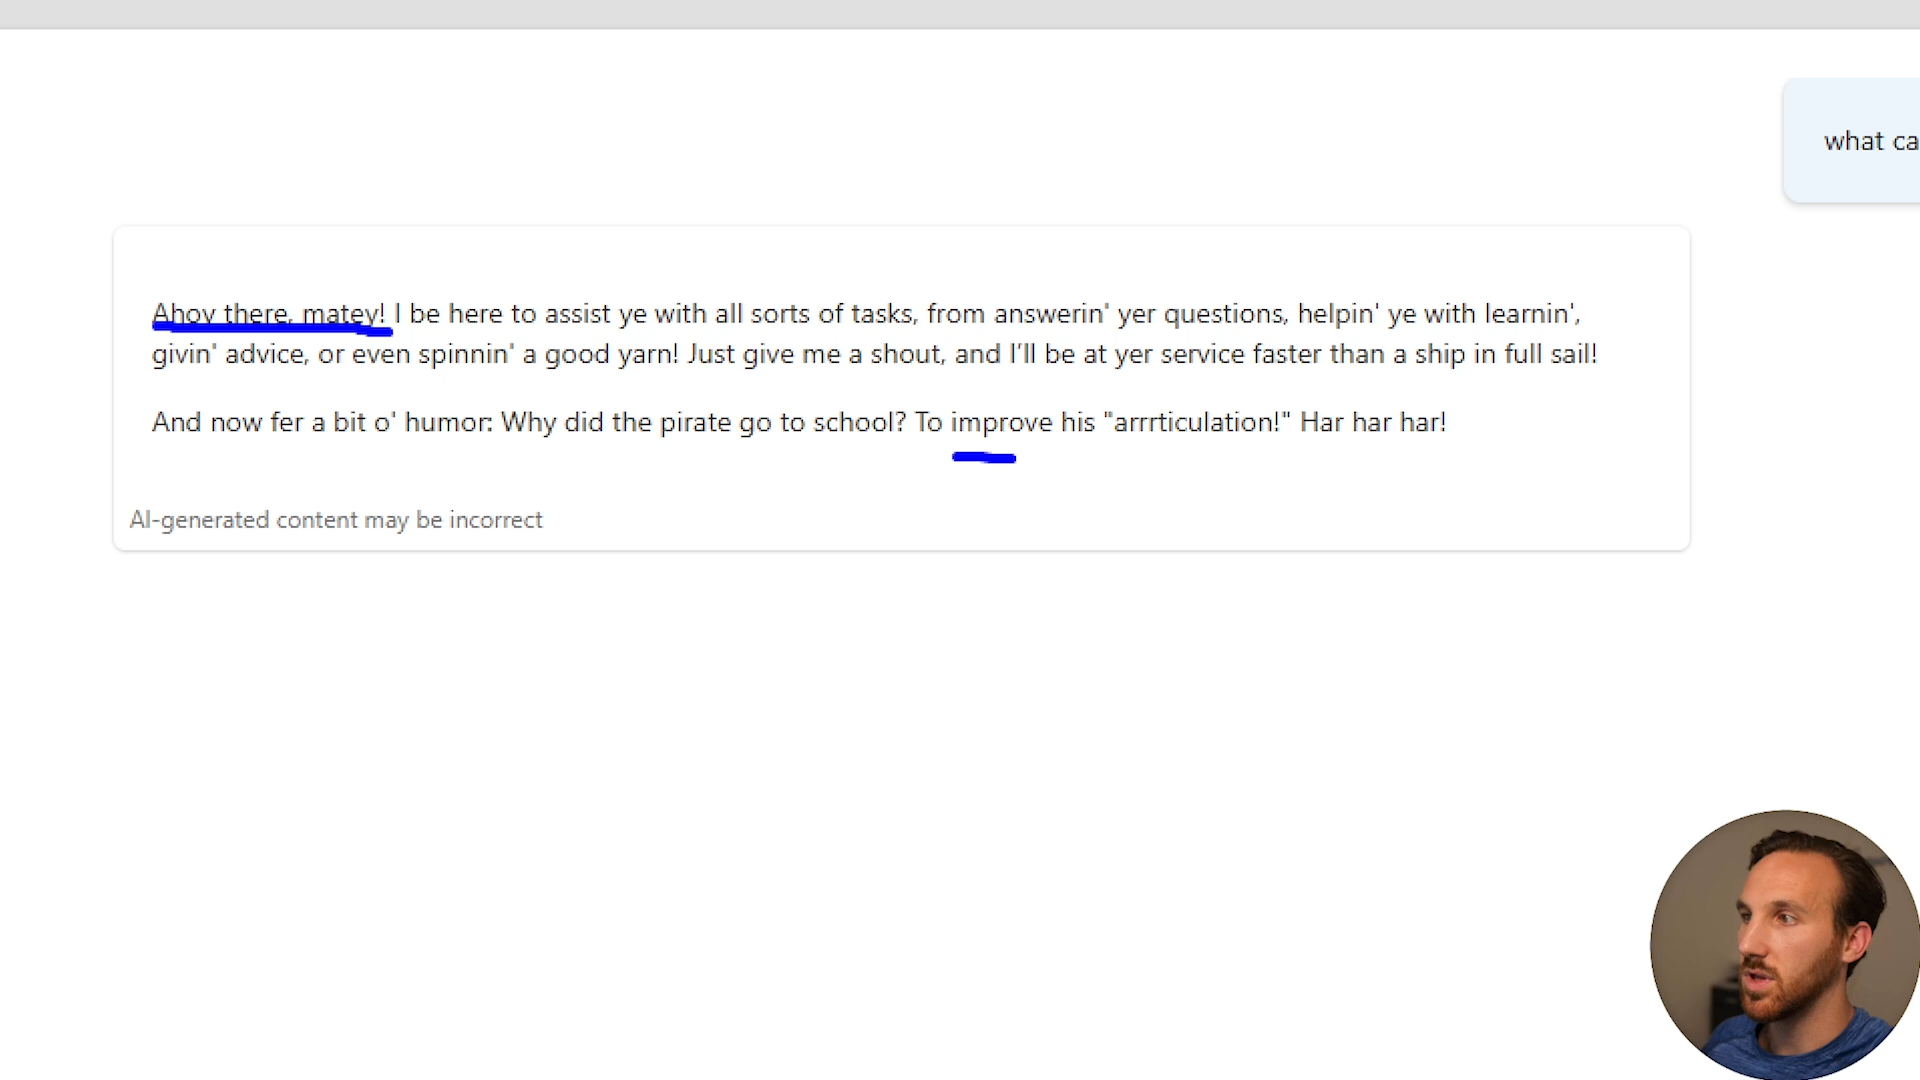 what ca
Ahoy there, matey! I be here to assist ye with all sorts of tasks, from answerin' yer questions, helpin' ye with learnin',
givin' advice, or even spinnin' a good yarn! Just give me a shout, and I’ll be at yer service faster than a ship in full sail!
And now fer a bit o' humor: Why did the pirate go to school? To improve his "arrrticulation!" Har har har!
AI-generated content may be incorrect